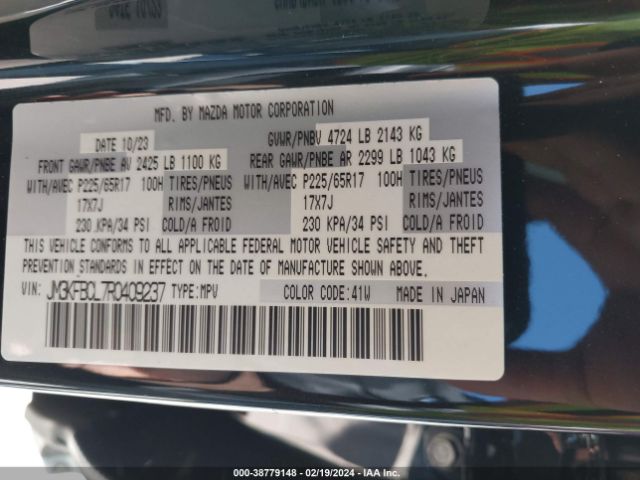 MFD. BY MAZDA MOTOR CORPORATION
DATE 10/23 GVWR/PNBV 4724 LB 2143 KG
FRONT GAWR/PNBE AV 2425 LB 1100 KG REAR GAWR/PNBE AR 2299 LB 1043 KG
WITH/AVEC P225/65R17 100H TIRES/PNEUS WITH/AVEC P225/65R17 100H TIRES/PNEUS
17X7J RIMS/JANTES 17X7J RIMS/JANTES
230 KPA/34 PSI COLD/A FROID 230 KPA/34 PSI COLD/A FROID
THIS VEHICLE CONFORMS TO ALL APPLICABLE FEDERAL MOTOR VEHICLE SAFETY AND THEFT
PREVENTION STANDARDS IN EFFECT ON THE DATE OF MANUFACTURE SHOWN ABOVE.
VIN: JM3KFBCL7R0409237 TYPE:MPV COLOR CODE:41W MADE IN JAPAN
000-38779148 - 02/19/2024 - IAA Inc.